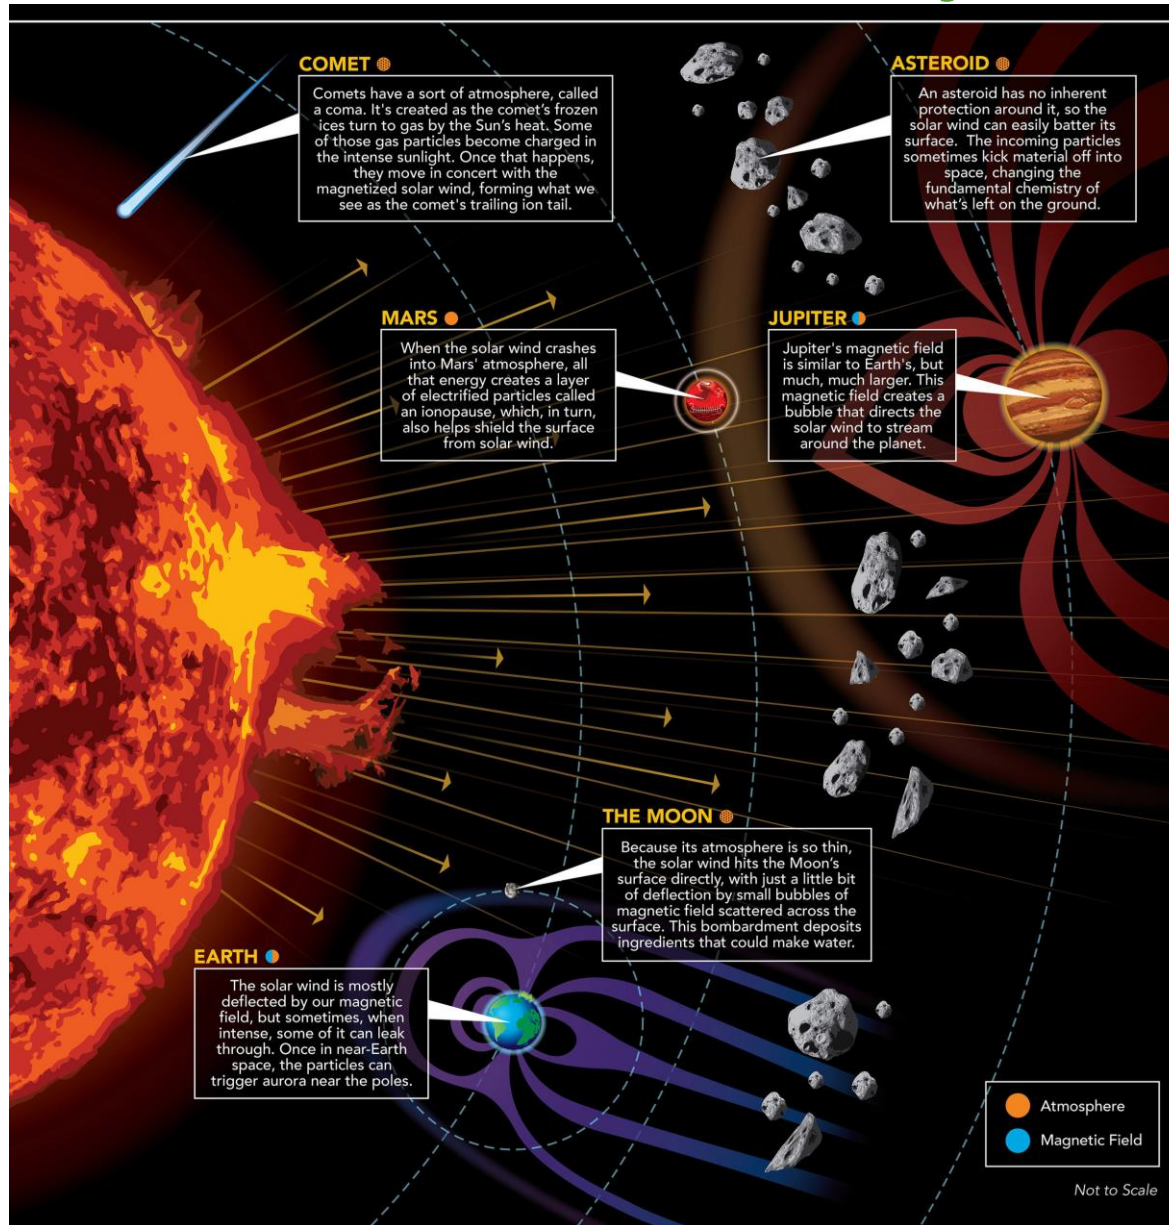 COMET
Comets have a sort of atmosphere, called
a coma. It's created as the comet's frozen
ices turn to gas by the Sun's heat. Some
of those gas particles become charged in
the intense sunlight. Once that happens,
they move in concert with the
magnetized solar wind, forming what we
see as the comet's trailing ion tail.
ASTEROID
An asteroid has no inherent
protection around it, so the
solar wind can easily batter its
surface. The incoming particles
sometimes kick material off into
space, changing the
fundamental chemistry of
what's left on the ground.
MARS
When the solar wind crashes
into Mars' atmosphere, all
that energy creates a layer
of electrified particles called
an ionopause, which, in turn,
also helps shield the surface
from solar wind.
JUPITER
Jupiter's magnetic field
is similar to Earth's, but
much, much larger. This
magnetic field creates a
bubble that directs the
solar wind to stream
around the planet.
THE MOON
Because its atmosphere is so thin,
the solar wind hits the Moon's
surface directly, with just a little bit
of deflection by small bubbles of
magnetic field scattered across the
surface. This bombardment deposits
ingredients that could make water.
EARTH
The solar wind is mostly
deflected by our magnetic
field, but sometimes, when
intense, some of it can leak
through. Once in near-Earth
space, the particles can
trigger aurora near the poles.
Atmosphere
Magnetic Field
Not to Scale